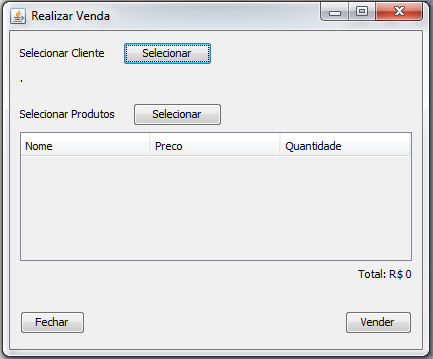 Realizar Venda
Selecionar Cliente Selecionar
.
Selecionar Produtos Selecionar
Nome Preco Quantidade
Total: R$ 0
Fechar Vender